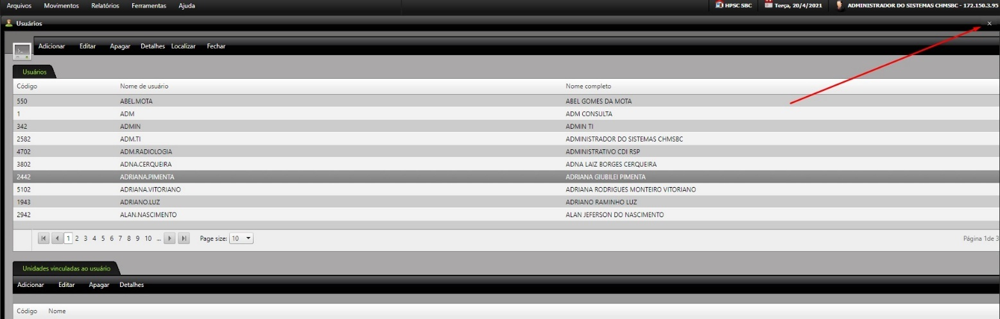 Arquivos Movimentos Relatórios Ferramentas Ajuda HPSC SBC Terça, 20/4/2021 ADMINISTRADOR DO SISTEMAS CHMSBC - 172.150.3.95
Usuários ×
Adicionar Editar Apagar Detalhes Localizar Fechar
Usuários
Código Nome de usuário Nome completo
550 ABEL.MOTA ABEL GOMES DA MOTA
1 ADM ADM CONSULTA
342 ADMIN ADMIN TI
2582 ADM.TI ADMINISTRADOR DO SISTEMAS CHMSBC
4702 ADM.RADIOLOGIA ADMINISTRATIVO CDI RSP
3802 ADNA.CERQUEIRA ADNA LAIZ BORGES CERQUEIRA
2442 ADRIANA.PIMENTA ADRIANA GIUBILEI PIMENTA
5102 ADRIANA.VITORIANO ADRIANA RODRIGUES MONTEIRO VITORIANO
1943 ADRIANO.LUZ ADRIANO RAMINHO LUZ
2942 ALAN.NASCIMENTO ALAN JEFERSON DO NASCIMENTO
1 2 3 4 5 6 7 8 9 10 ... Page size: 10 Página 1de 3
Unidades vinculadas ao usuário
Adicionar Editar Apagar Detalhes
Código Nome